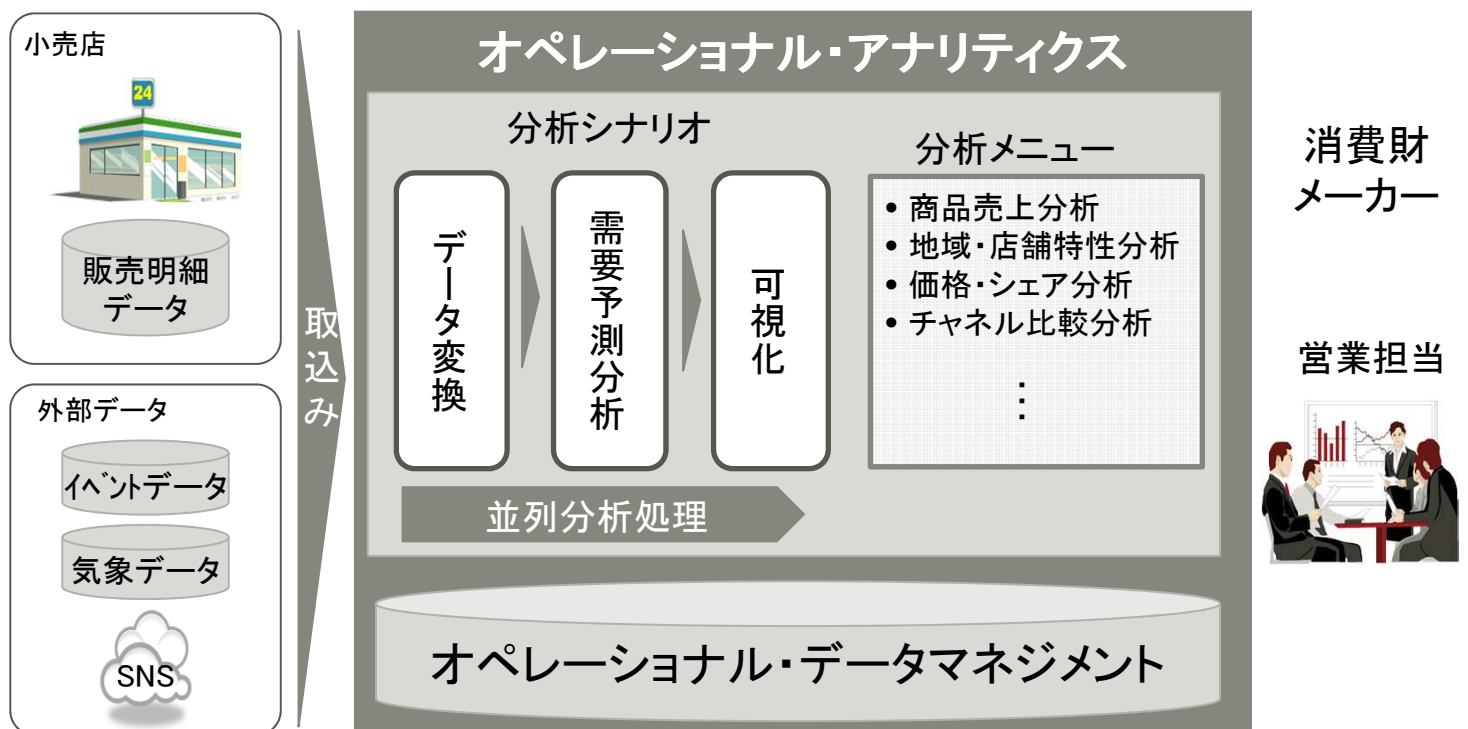 小売店
24
販売明細
データ
外部データ
イベントデータ
気象データ
SNS
取込み
オペレーショナル・アナリティクス
分析シナリオ
データ変換
需要予測分析
可視化
並列分析処理
分析メニュー
• 商品売上分析
• 地域・店舗特性分析
• 価格・シェア分析
• チャネル比較分析
⋮
オペレーショナル・データマネジメント
消費財
メーカー
営業担当